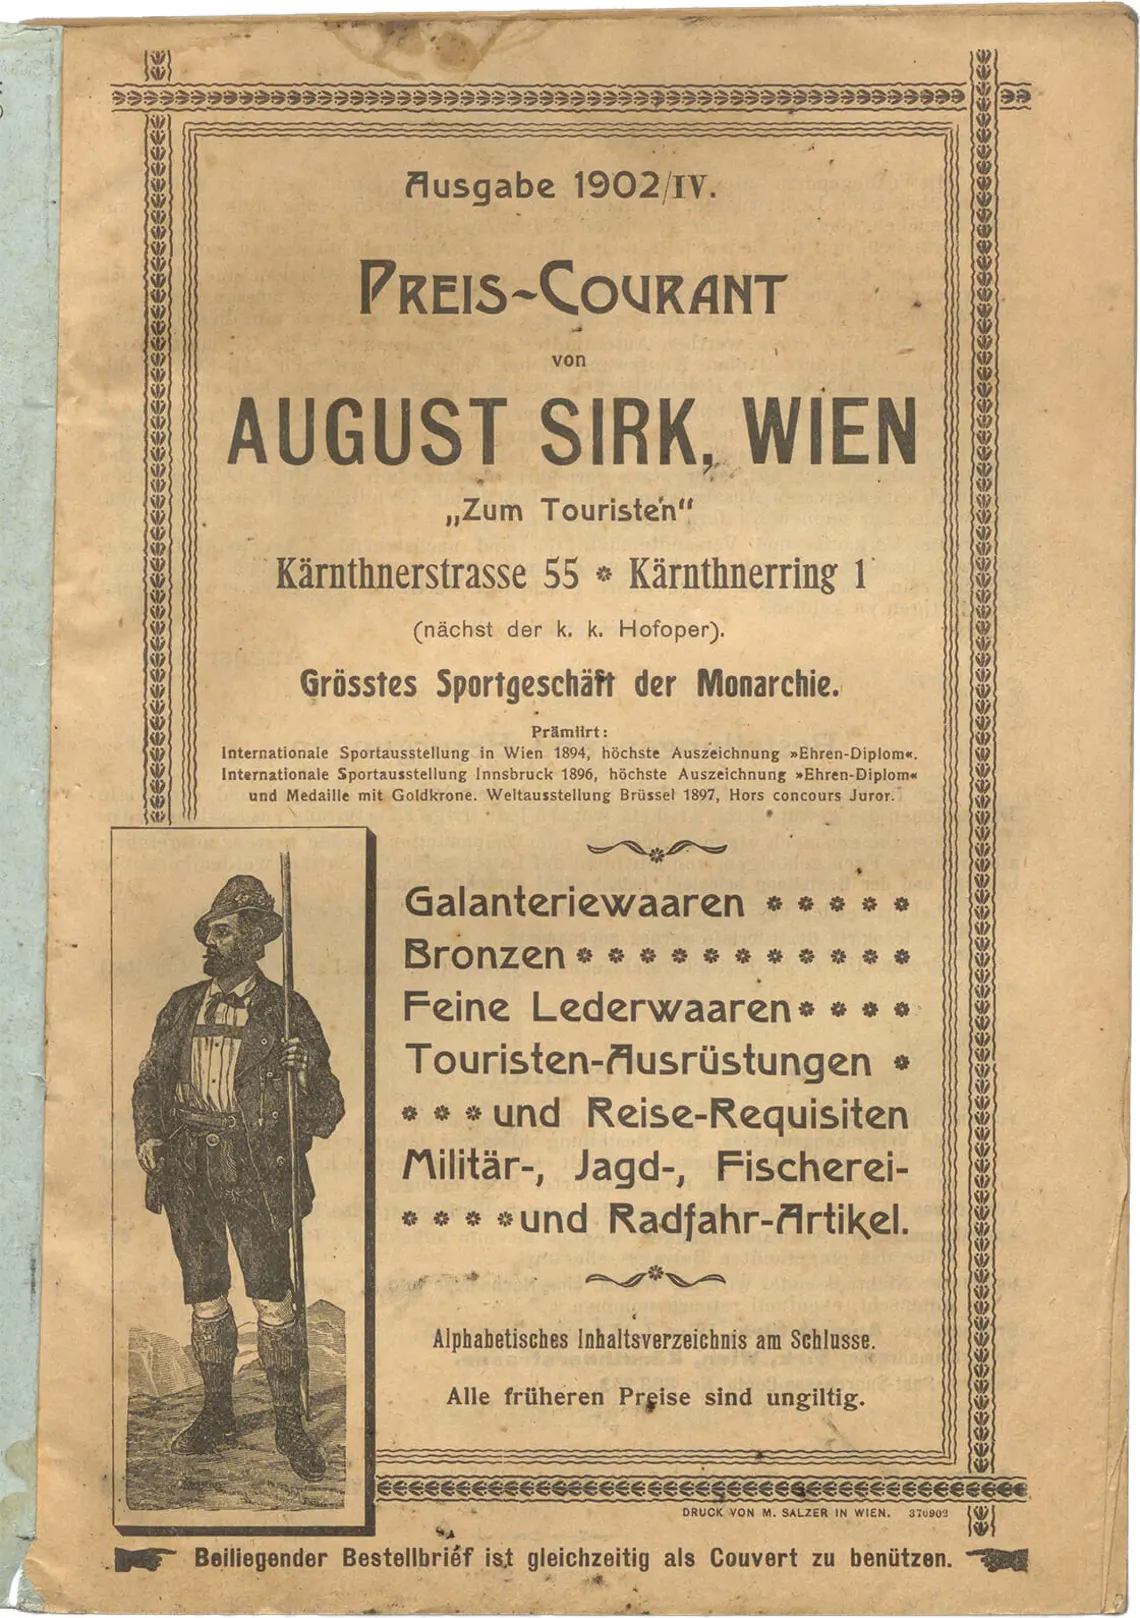 Ausgabe 1902/IV.
PREIS-COURANT
von
AUGUST SIRK, WIEN
„Zum Touristen“
Kärnthnerstrasse 55 * Kärnthnerring 1
(nächst der k. k. Hofoper).
Grösstes Sportgeschäft der Monarchie.
Prämiirt:
Internationale Sportausstellung in Wien 1894, höchste Auszeichnung »Ehren-Diplom«.
Internationale Sportausstellung Innsbruck 1896, höchste Auszeichnung »Ehren-Diplom«
und Medaille mit Goldkrone. Weltausstellung Brüssel 1897, Hors concours Juror.
Galanteriewaaren * * * * *
Bronzen * * * * * * * * * * *
Feine Lederwaaren * * * *
Touristen-Ausrüstungen *
* * * und Reise-Requisiten
Militär-, Jagd-, Fischerei-
* * * * und Radfahr-Artikel.
Alphabetisches Inhaltsverzeichnis am Schlusse.
Alle früheren Preise sind ungiltig.
DRUCK VON M. SALZER IN WIEN. 370902
Beiliegender Bestellbrief ist gleichzeitig als Couvert zu benützen.